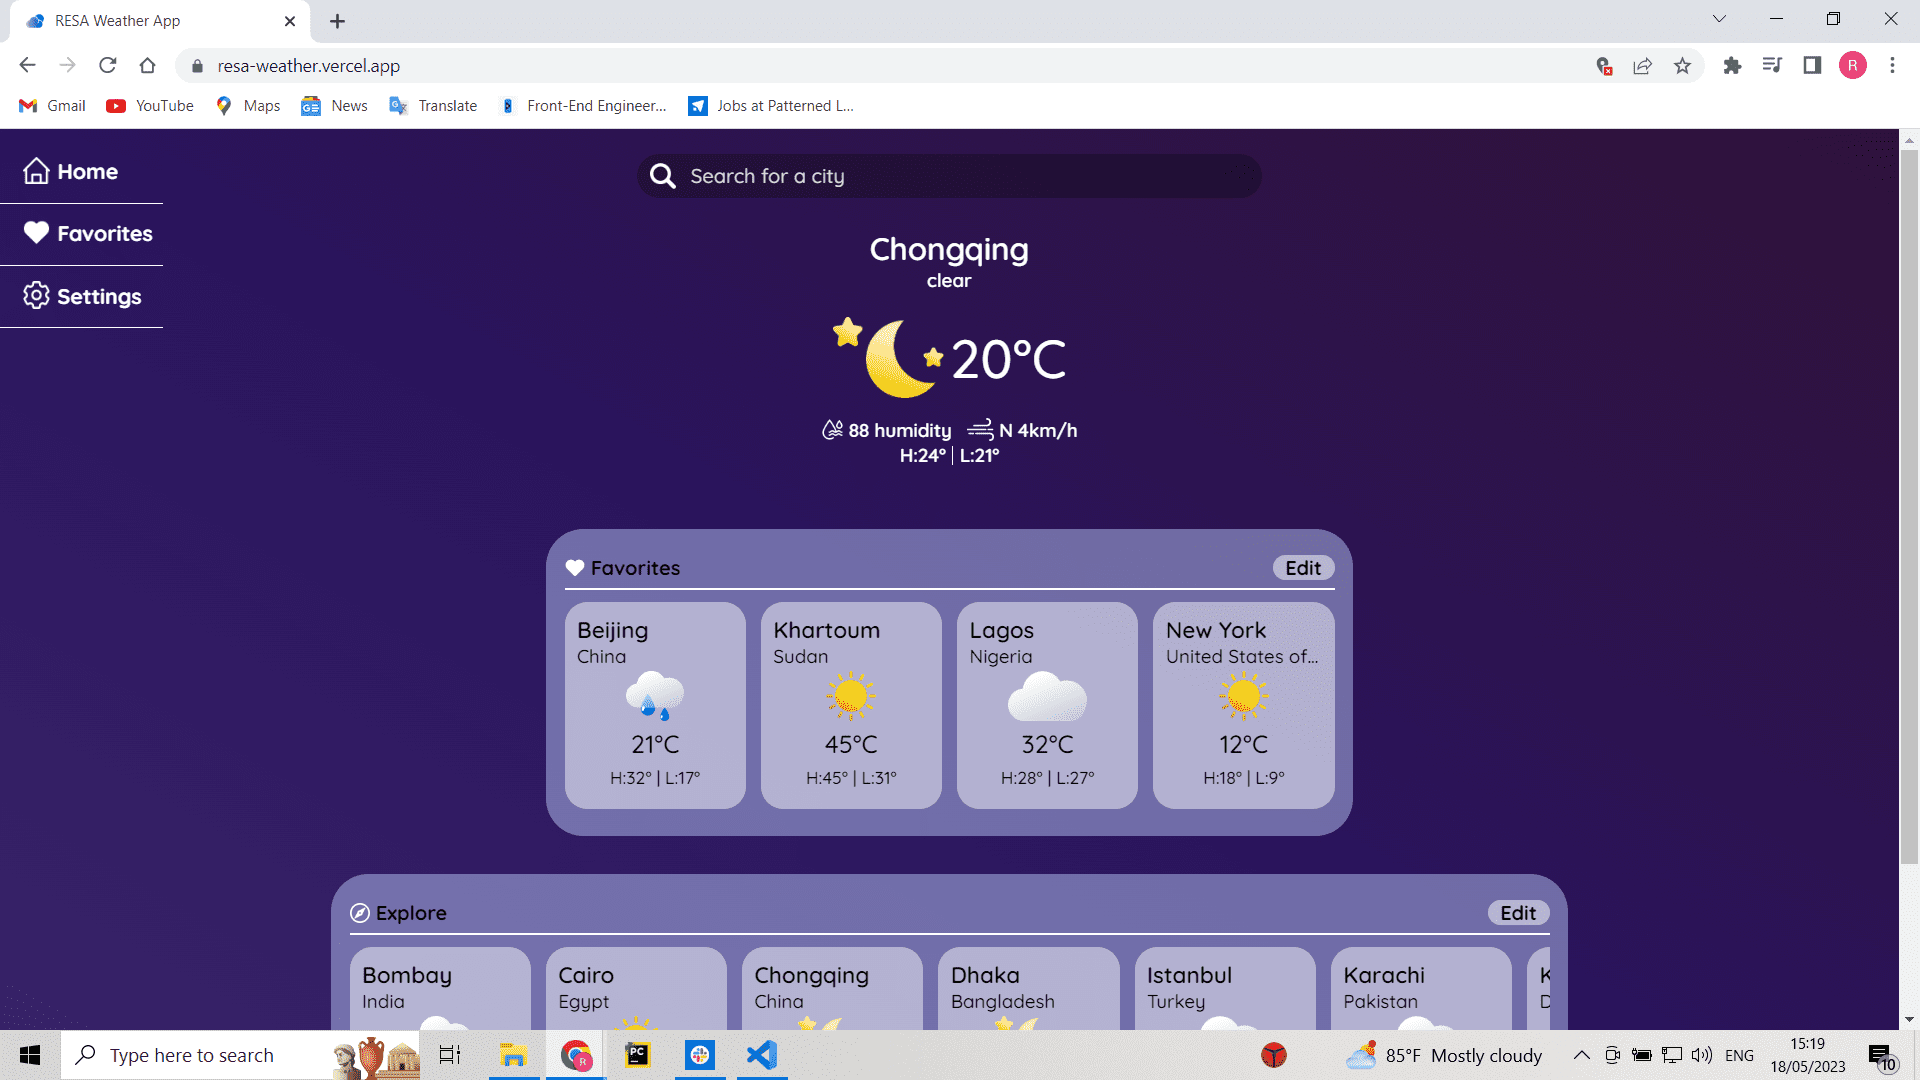 RESA Weather App
resa-weather.vercel.app
R
Gmail
YouTube
Maps
News
Translate
Front-End Engineer...
Jobs at Patterned L...
Home
Favorites
Settings
Search for a city
Chongqing
clear
20°C
88 humidity N 4km/h
H:24° | L:21°
Favorites
Edit
Beijing
China
21°C
H:32° | L:17°
Khartoum
Sudan
45°C
H:45° | L:31°
Lagos
Nigeria
32°C
H:28° | L:27°
New York
United States of...
12°C
H:18° | L:9°
Explore
Edit
Bombay
India
Cairo
Egypt
Chongqing
China
Dhaka
Bangladesh
Istanbul
Turkey
Karachi
Pakistan
Type here to search
PC
R
85°F Mostly cloudy
ENG
15:19
18/05/2023
10